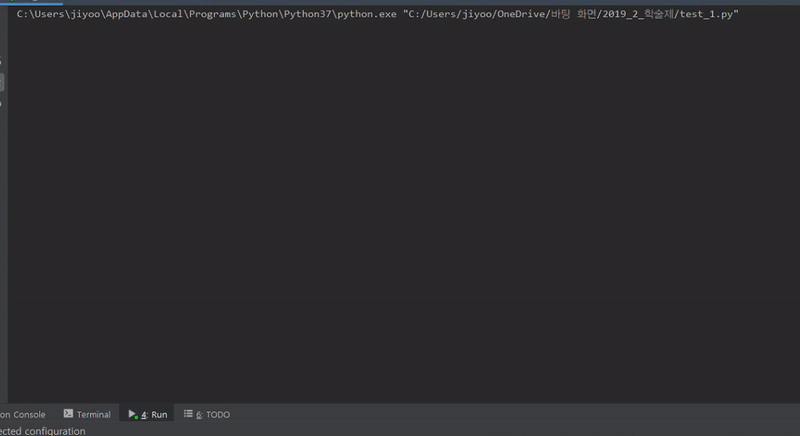 C:\Users\jiyoo\AppData\Local\Programs\Python\Python37\python.exe "C:/Users/jiyoo/OneDrive/바탕 화면/2019_2_학술제/test_1.py"
on Console Terminal 4: Run 6: TODO
ected configuration